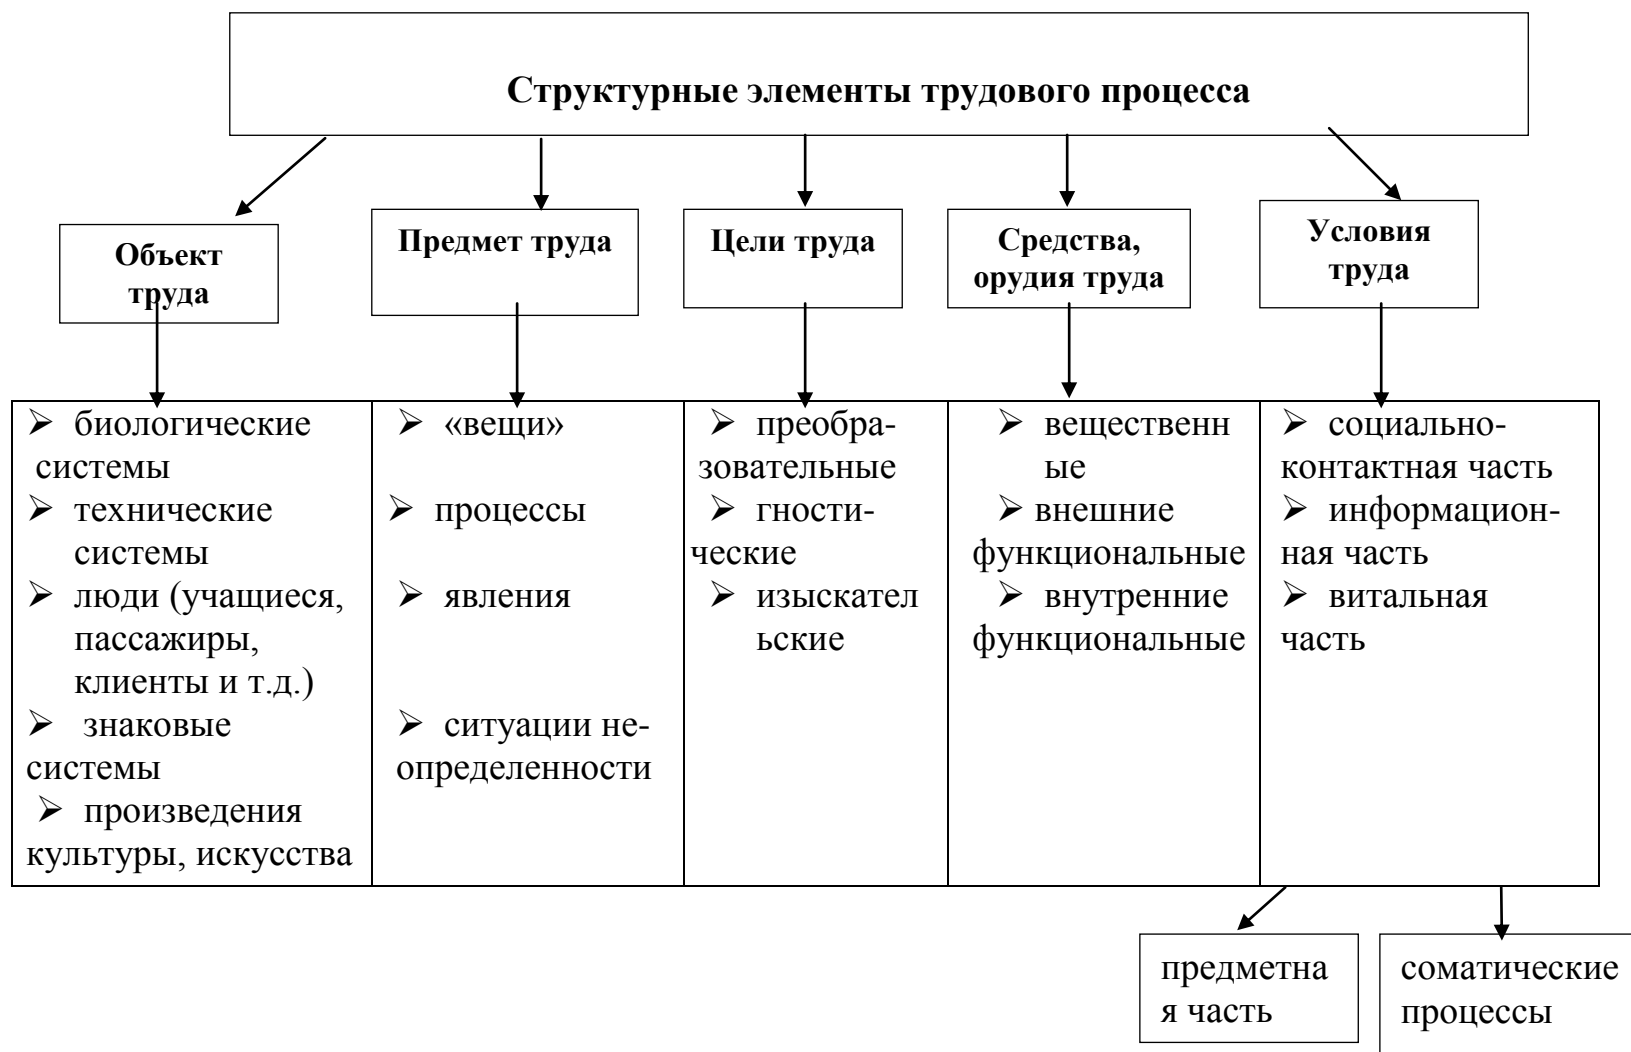 Структурные элементы трудового процесса
Объект
труда
Предмет труда
Цели труда
Средства,
орудия труда
Условия
труда
➢ биологические
системы
➢ технические
системы
➢ люди (учащиеся,
пассажиры,
клиенты и т.д.)
➢ знаковые
системы
➢ произведения
культуры, искусства
➢ «вещи»
➢ процессы
➢ явления
➢ ситуации не-
определенности
➢ преобра-
зовательные
➢ гности-
ческие
➢ изыскател
ьские
➢ вещественн
ые
➢ внешние
функциональные
➢ внутренние
функциональные
➢ социально-
контактная часть
➢ информацион-
ная часть
➢ витальная
часть
предметна
я часть
соматические
процессы